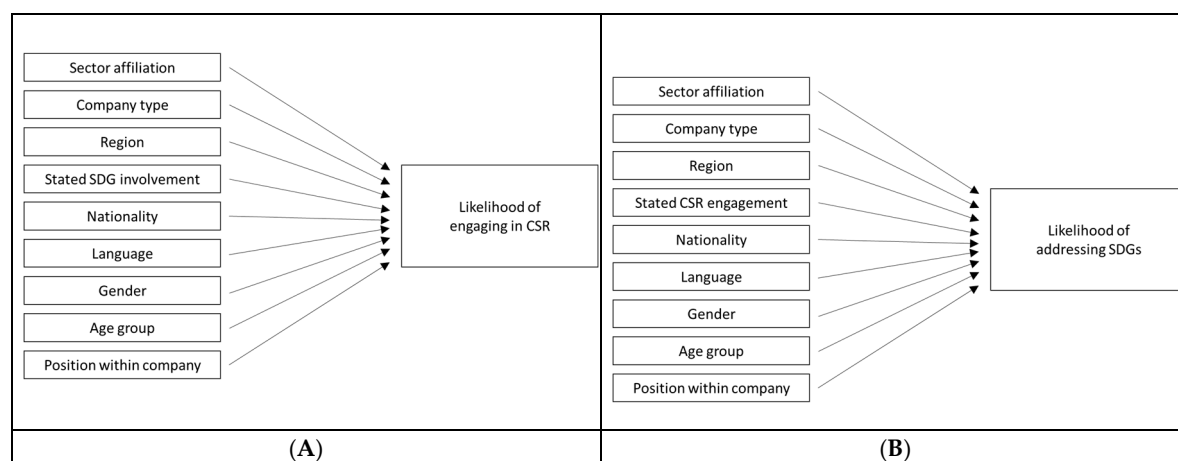 Sector affiliation
Company type
Region
Stated SDG involvement
Nationality
Language
Gender
Age group
Position within company
Likelihood of
engaging in CSR
(A)
Sector affiliation
Company type
Region
Stated CSR engagement
Nationality
Language
Gender
Age group
Position within company
Likelihood of
addressing SDGs
(B)